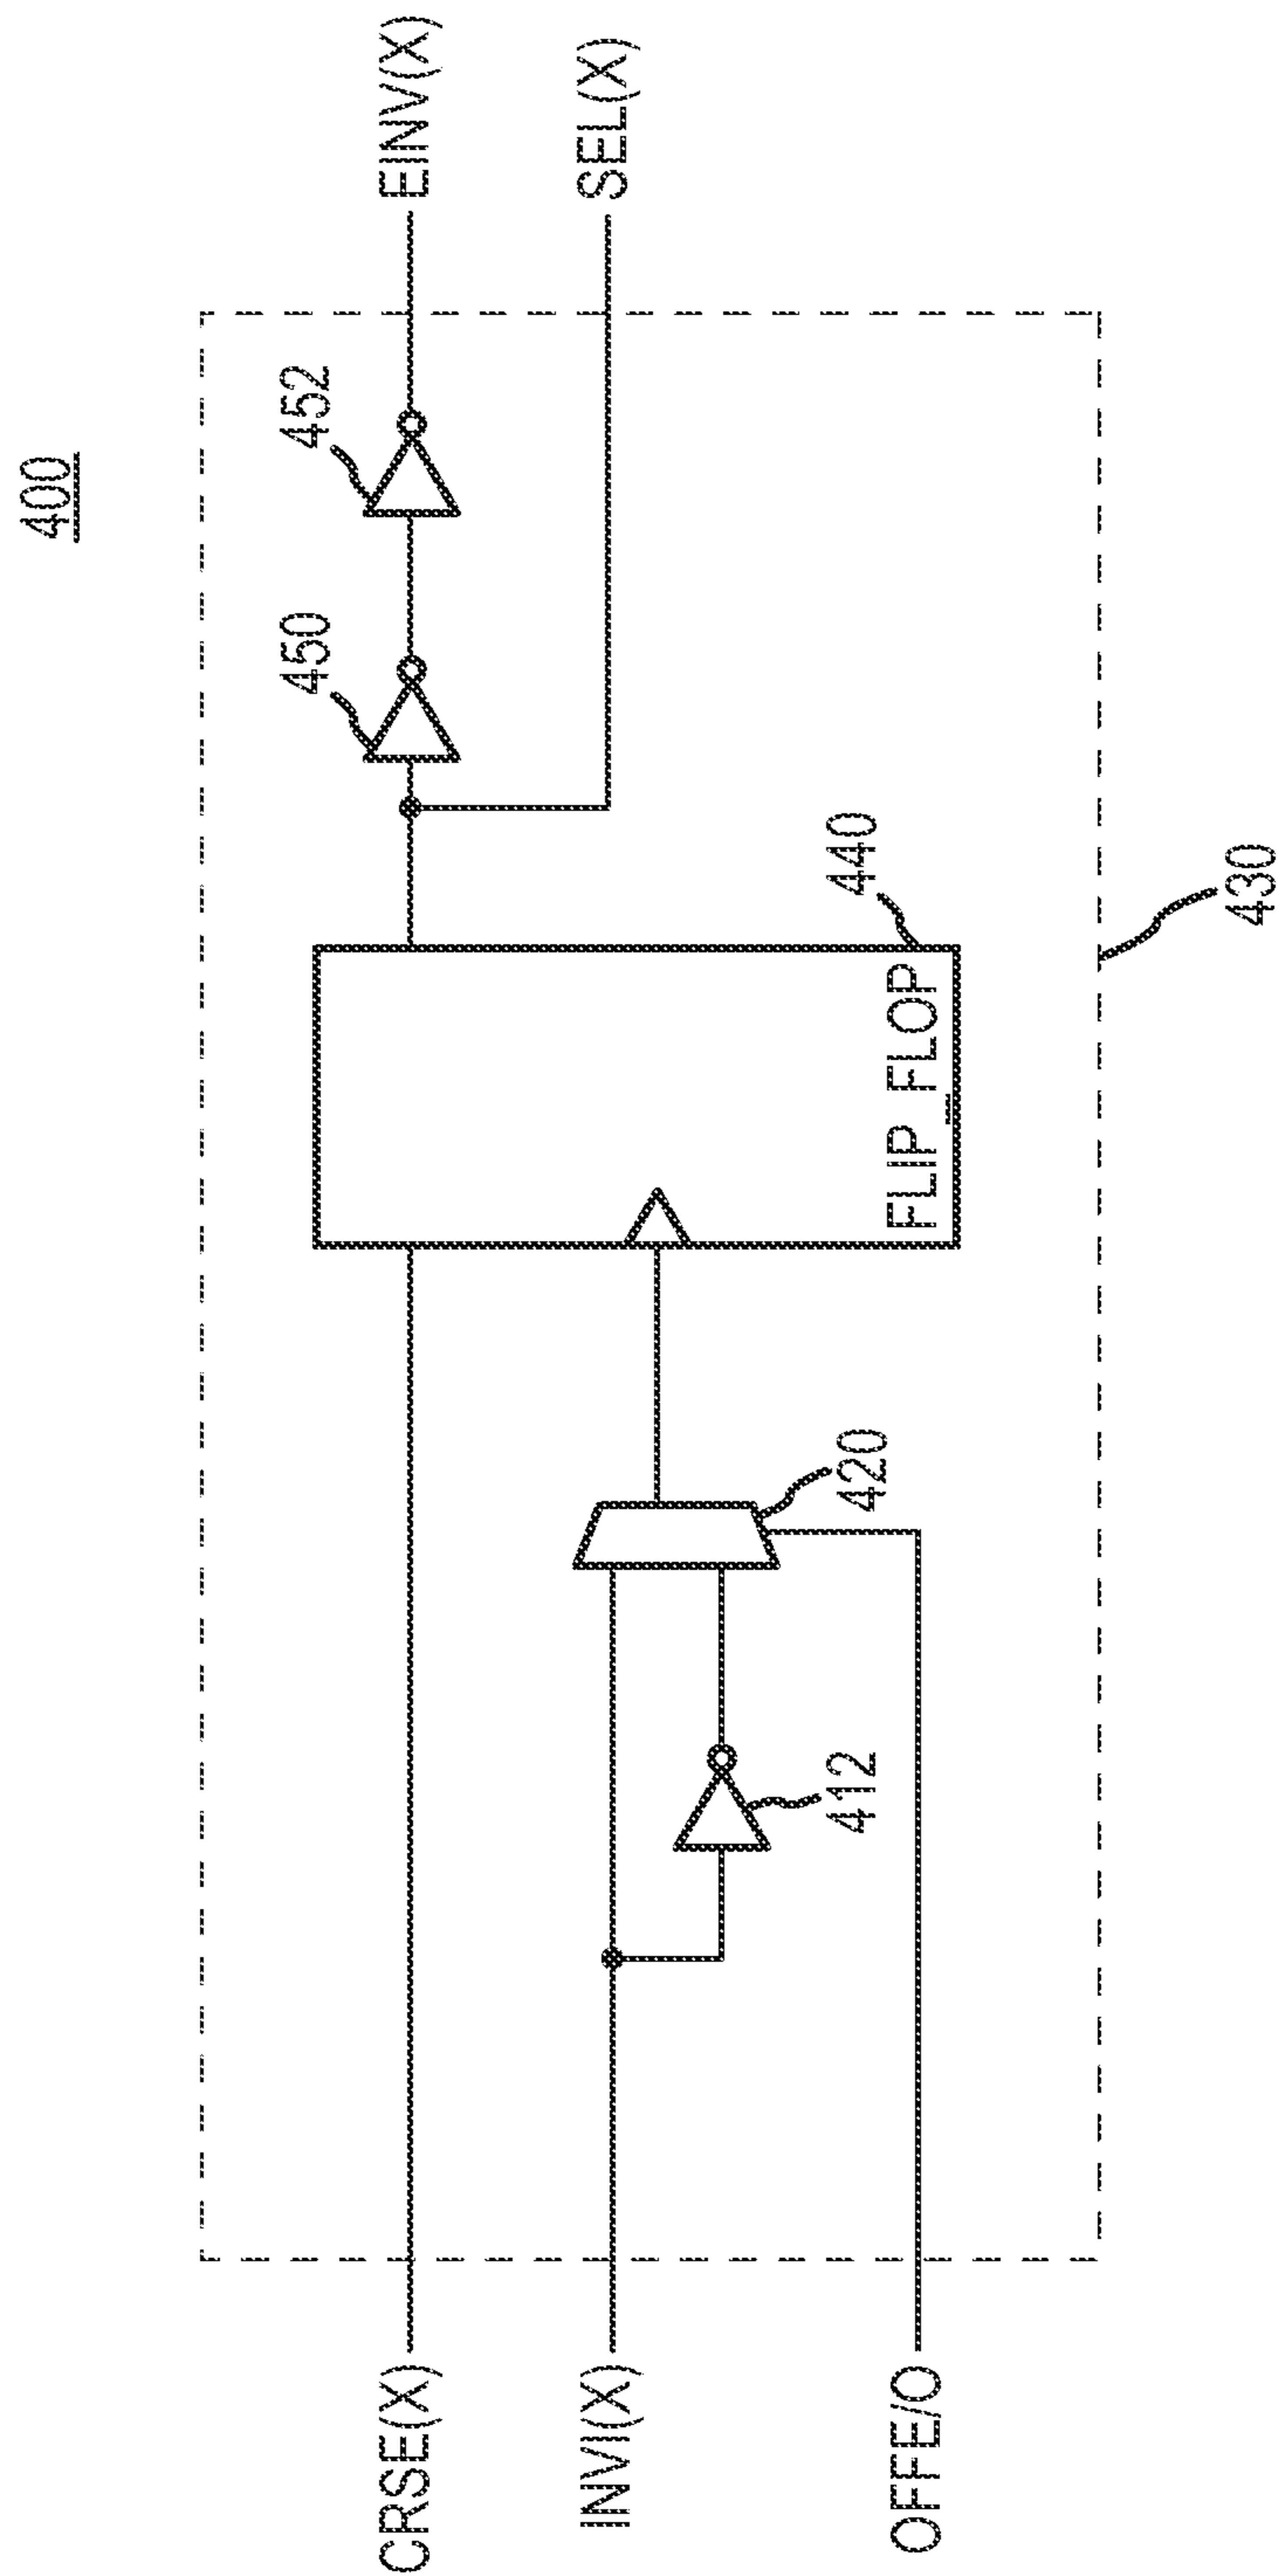 400
CRSE(X)
INVI(X)
OFFE/O
412
420
FLIP_FLOP
440
450
452
EINV(X)
SEL(X)
430